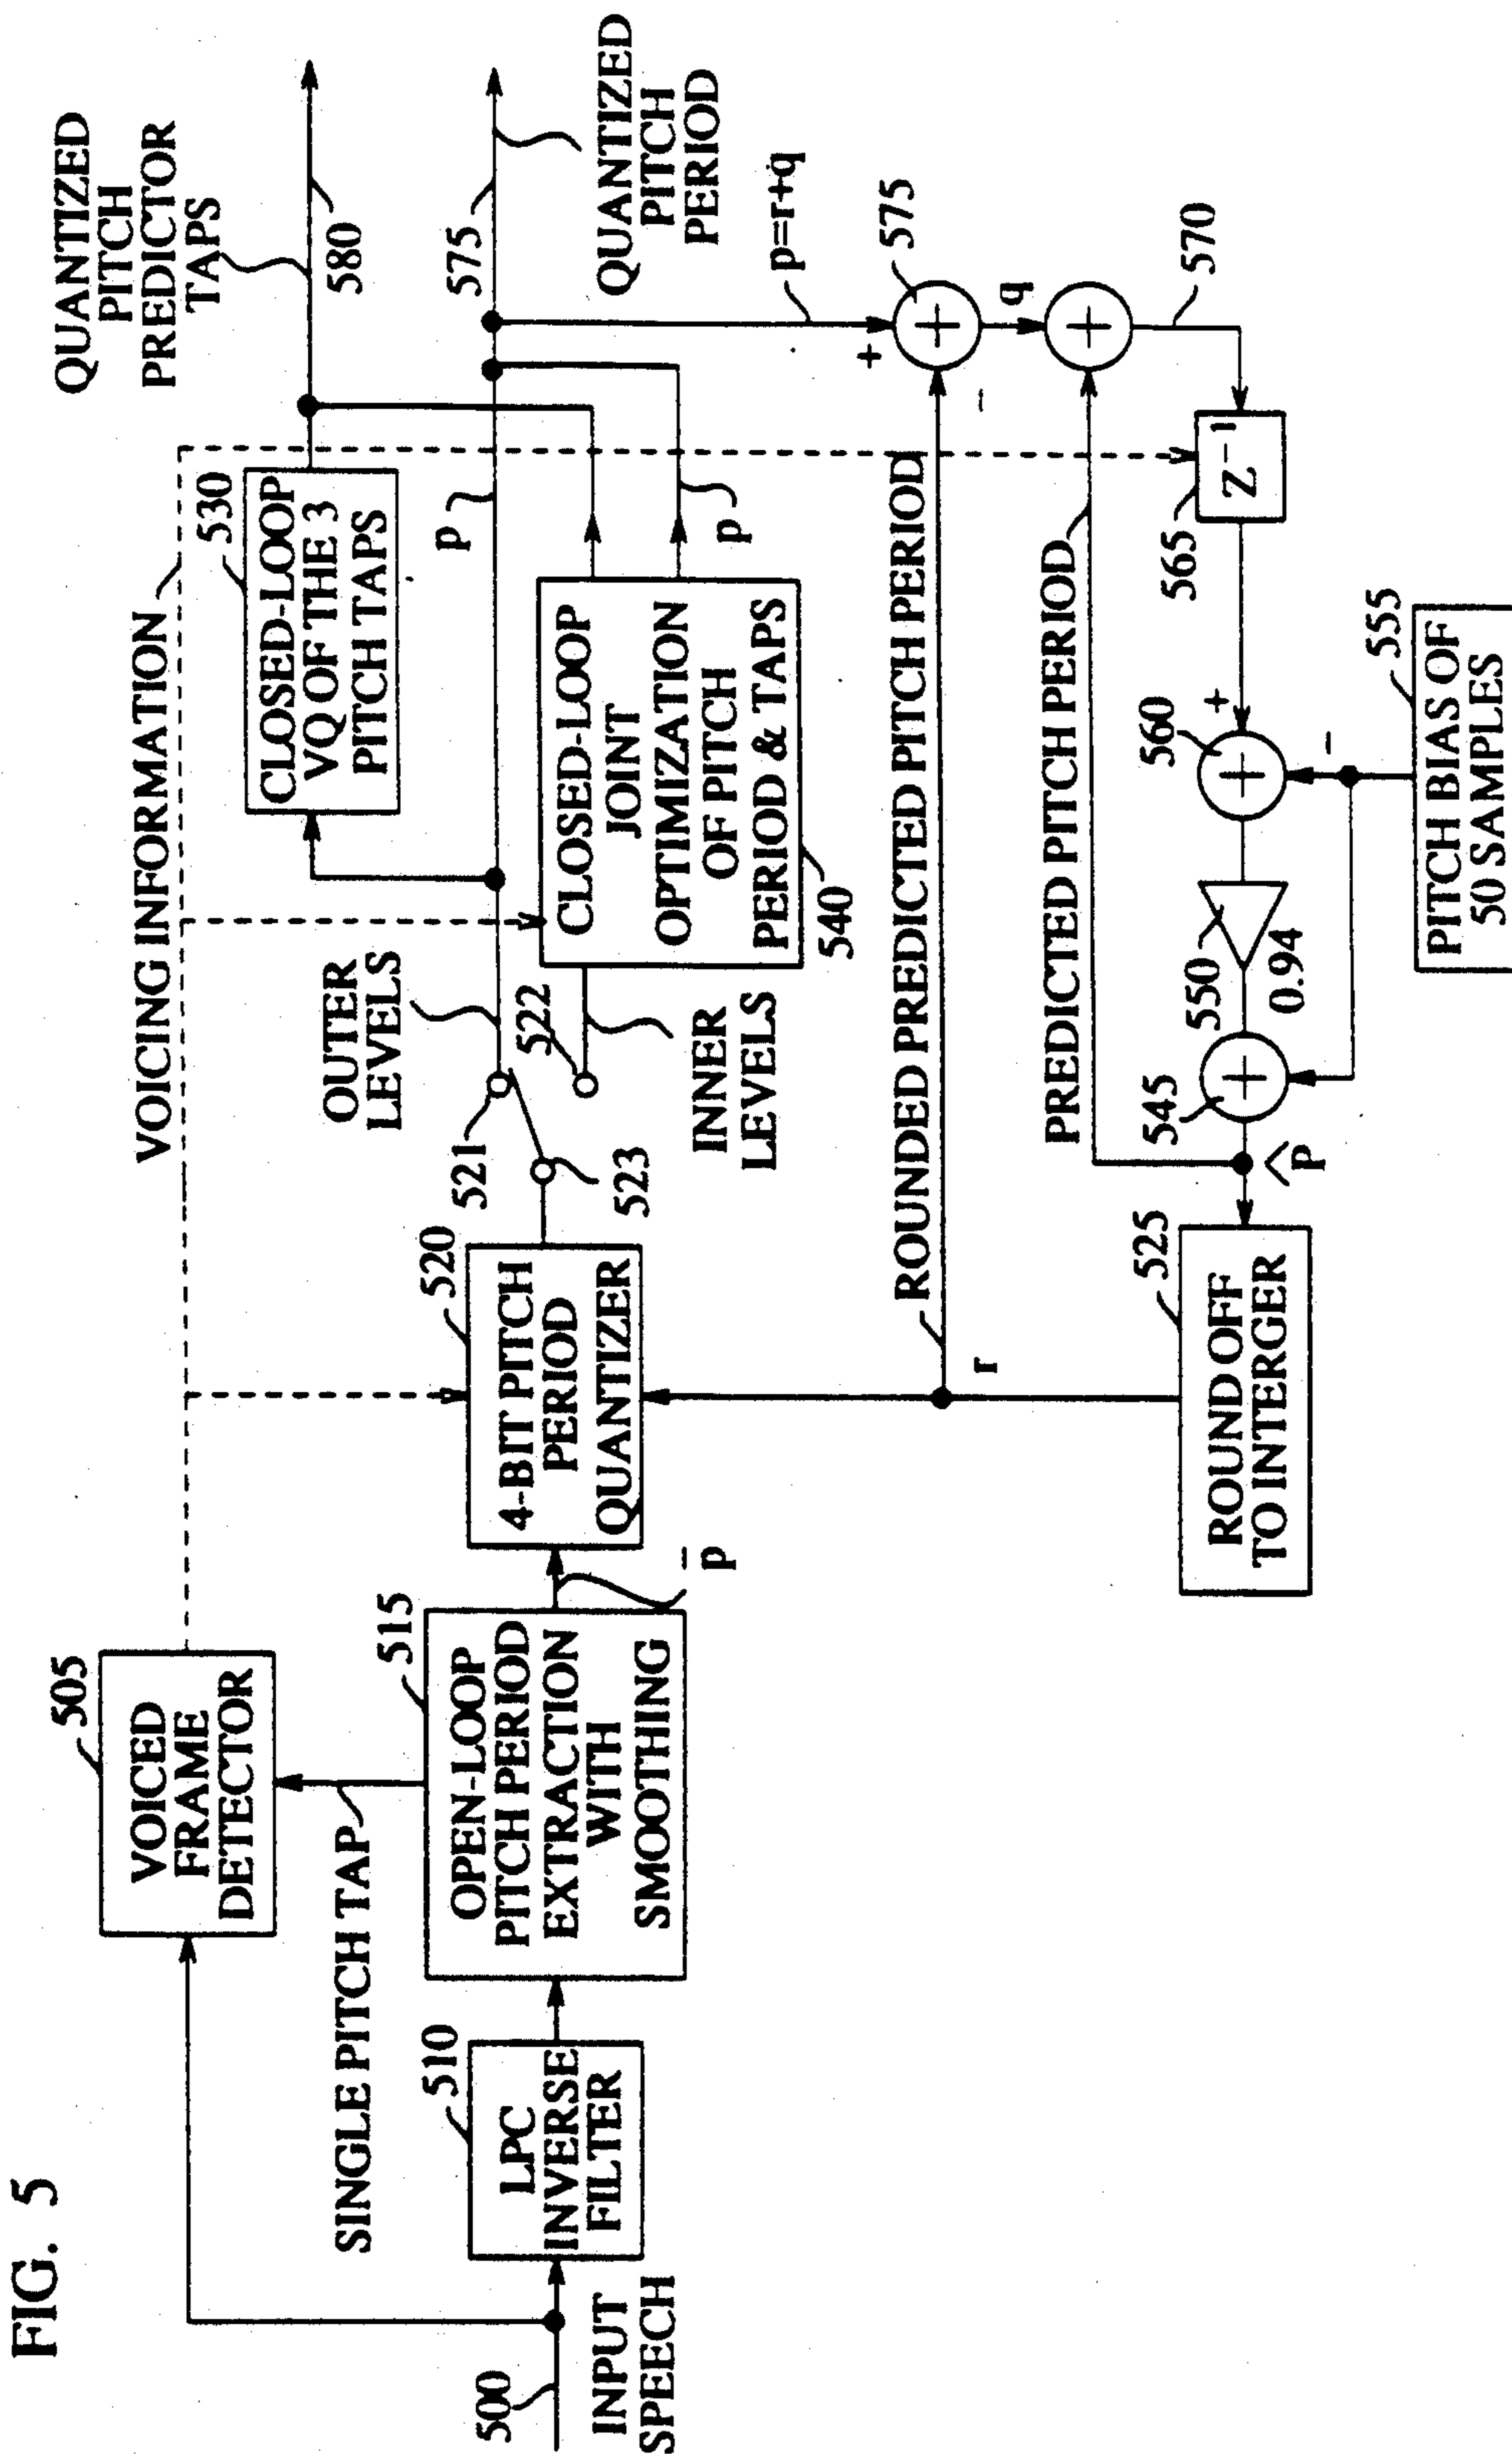 FIG. 5
500
INPUT
SPEECH
510
LPC
INVERSE
FILTER
SINGLE PITCH TAP
505
VOICED
FRAME
DETECTOR
515
OPEN-LOOP
PITCH PERIOD
EXTRACTION
WITH
SMOOTHING
p̄
520
4-BIT PITCH
PERIOD
QUANTIZER
VOICING INFORMATION
521
523
522
OUTER
LEVELS
INNER
LEVELS
530
CLOSED-LOOP
VQ OF THE 3
PITCH TAPS
p
CLOSED-LOOP
JOINT
OPTIMIZATION
OF PITCH
PERIOD & TAPS
540
p
QUANTIZED
PITCH
PREDICTOR
TAPS
580
575
QUANTIZED
PITCH
PERIOD
p=r+q
+
575
+
−
q
+
570
ROUNDED PREDICTED PITCH PERIOD
r
PREDICTED PITCH PERIOD
525
ROUND OFF
TO INTERGER
P̂
545
+
550
0.94
560
+
+
−
565
Z⁻¹
555
PITCH BIAS OF
50 SAMPLES